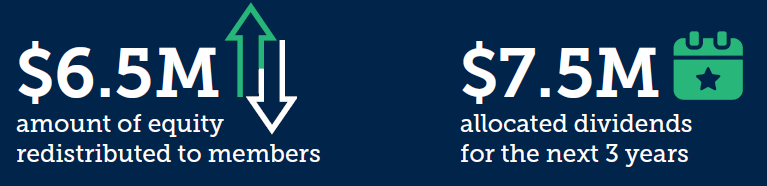 $6.5M
amount of equity
redistributed to members
$7.5M
allocated dividends
for the next 3 years